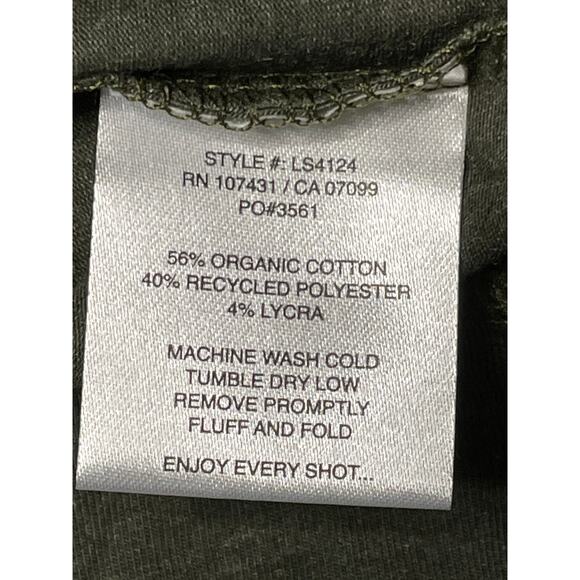 STYLE #: LS4124
RN 107431 / CA 07099
PO#3561
56% ORGANIC COTTON
40% RECYCLED POLYESTER
4% LYCRA
MACHINE WASH COLD
TUMBLE DRY LOW
REMOVE PROMPTLY
FLUFF AND FOLD
ENJOY EVERY SHOT...